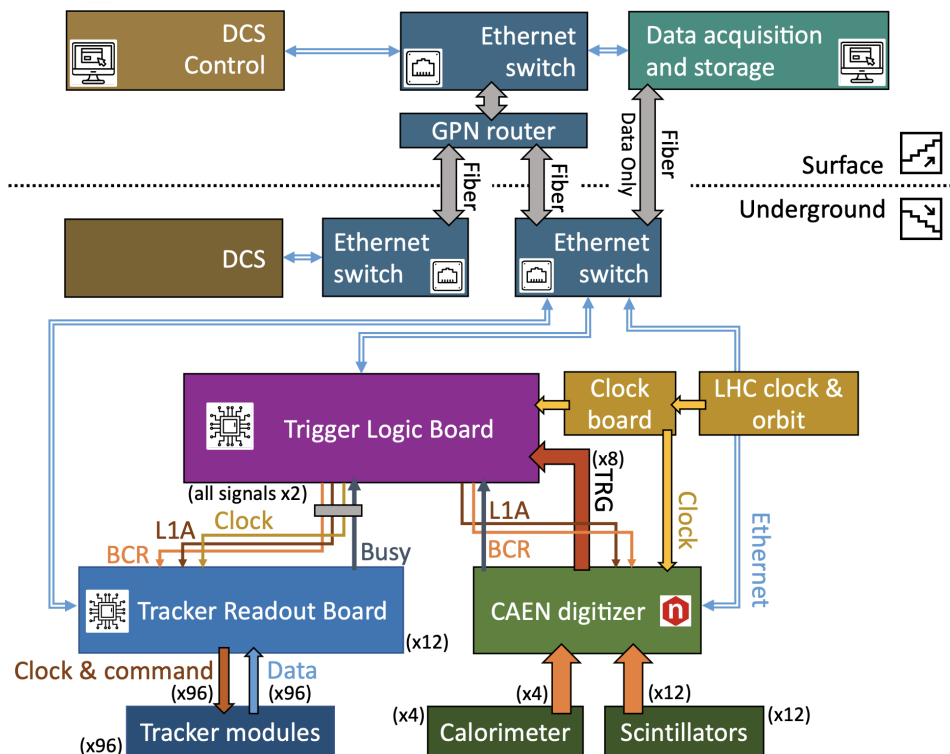 DCS
Control
Ethernet
switch
Data acquisition
and storage
GPN router
Fiber
Fiber
Fiber
Data Only
Surface
Underground
DCS
Ethernet
switch
Ethernet
switch
Trigger Logic Board
Clock
board
LHC clock &
orbit
(all signals x2)
(x8)
TRG
L1A
Clock
BCR
Busy
L1A
BCR
Clock
Ethernet
Tracker Readout Board
(x12)
CAEN digitizer
n
Clock & command
(x96)
Data
(x96)
(x4)
(x12)
(x96)
Tracker modules
(x4)
Calorimeter
Scintillators
(x12)